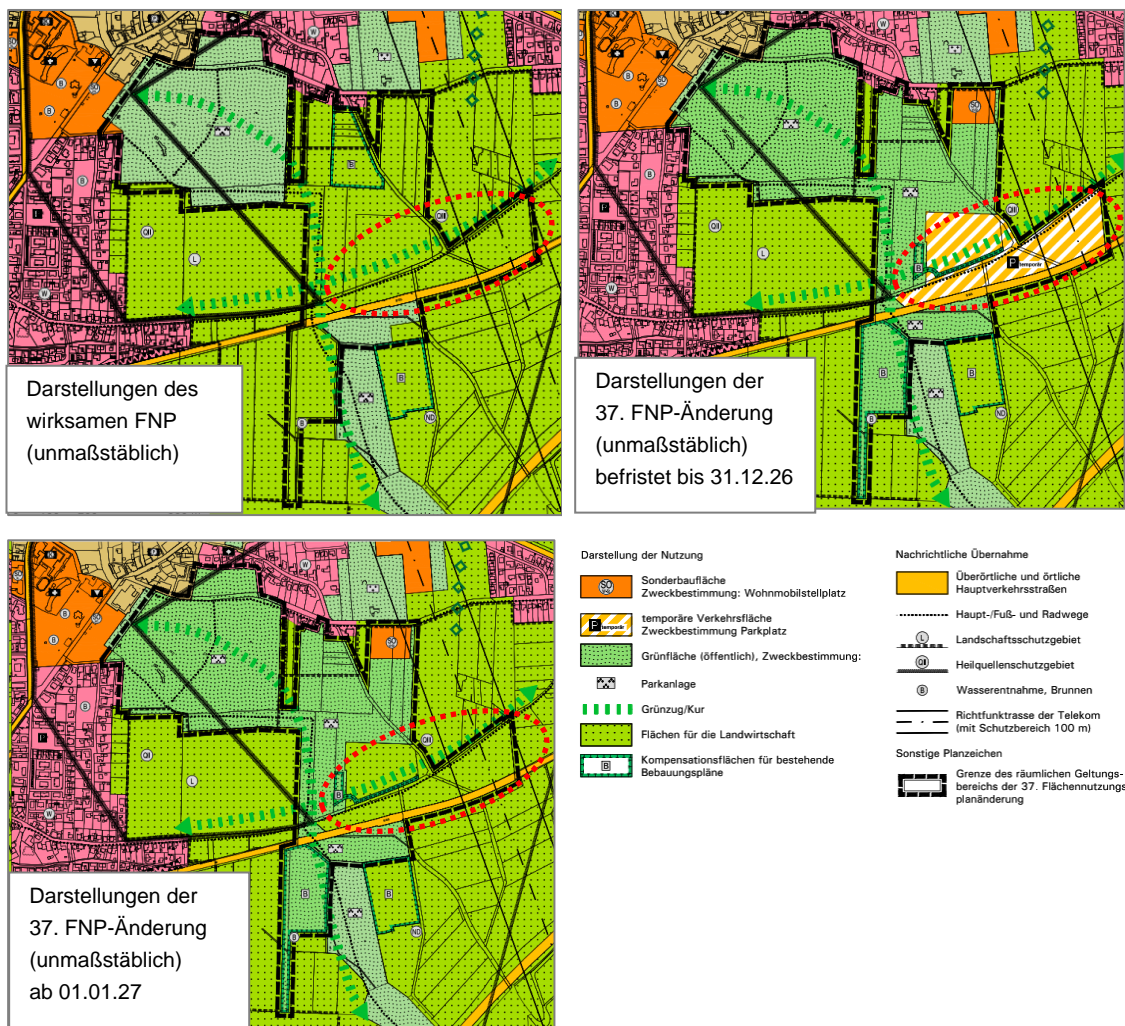 Darstellungen des
wirksamen FNP
(unmaßstäblich)
Darstellungen der
37. FNP-Änderung
(unmaßstäblich)
befristet bis 31.12.26
Darstellungen der
37. FNP-Änderung
(unmaßstäblich)
ab 01.01.27
Darstellung der Nutzung
SO
Sonderbaufläche
Zweckbestimmung: Wohnmobilstellplatz
P temporär
temporäre Verkehrsfläche
Zweckbestimmung Parkplatz
Grünfläche (öffentlich), Zweckbestimmung:
Parkanlage
Grünzug/Kur
Flächen für die Landwirtschaft
B
Kompensationsflächen für bestehende
Bebauungspläne
Nachrichtliche Übernahme
Überörtliche und örtliche
Hauptverkehrsstraßen
Haupt-/Fuß- und Radwege
L
Landschaftsschutzgebiet
QII
Heilquellenschutzgebiet
B
Wasserentnahme, Brunnen
Richtfunktrasse der Telekom
(mit Schutzbereich 100 m)
Sonstige Planzeichen
Grenze des räumlichen Geltungs-
bereichs der 37. Flächennutzungs
planänderung